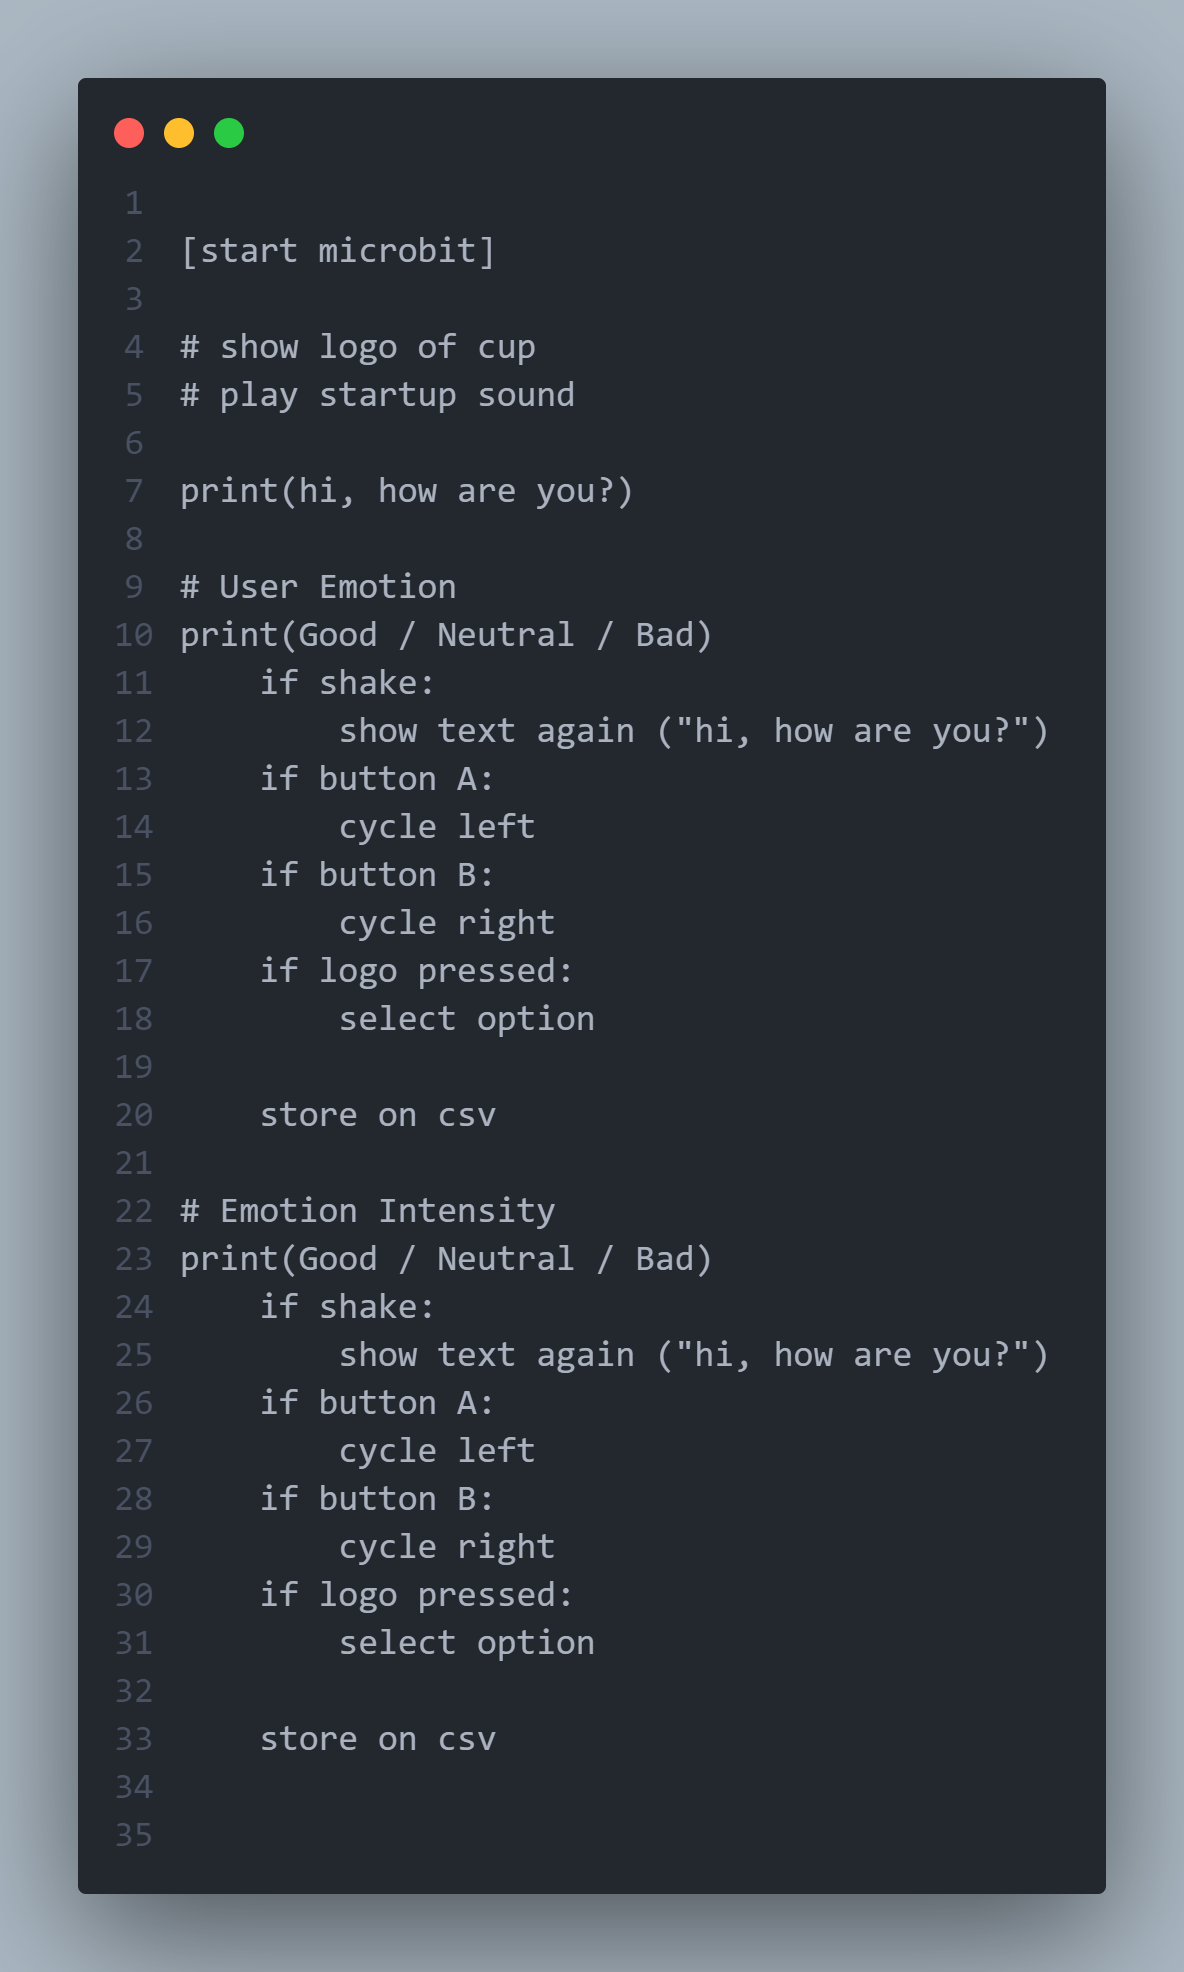 1
2 [start microbit]
3
4 # show logo of cup
5 # play startup sound
6
7 print(hi, how are you?)
8
9 # User Emotion
10 print(Good / Neutral / Bad)
11     if shake:
12         show text again ("hi, how are you?")
13     if button A:
14         cycle left
15     if button B:
16         cycle right
17     if logo pressed:
18         select option
19
20     store on csv
21
22 # Emotion Intensity
23 print(Good / Neutral / Bad)
24     if shake:
25         show text again ("hi, how are you?")
26     if button A:
27         cycle left
28     if button B:
29         cycle right
30     if logo pressed:
31         select option
32
33     store on csv
34
35